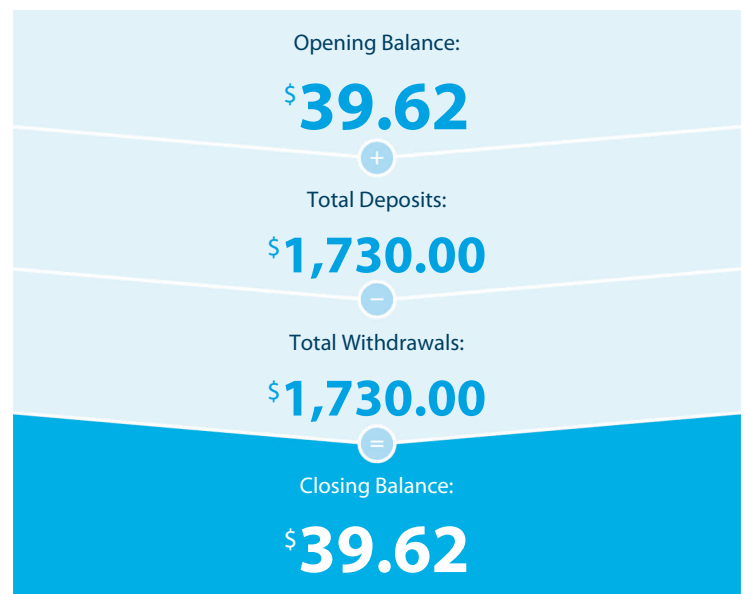 Opening Balance:
$39.62
+
Total Deposits:
$1,730.00
−
Total Withdrawals:
$1,730.00
=
Closing Balance:
$39.62